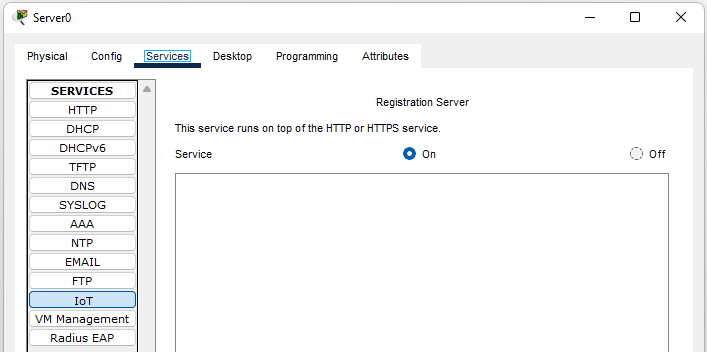 Server0
Physical Config Services Desktop Programming Attributes
SERVICES
HTTP
DHCP
DHCPv6
TFTP
DNS
SYSLOG
AAA
NTP
EMAIL
FTP
IoT
VM Management
Radius EAP
Registration Server
This service runs on top of the HTTP or HTTPS service.
Service On Off